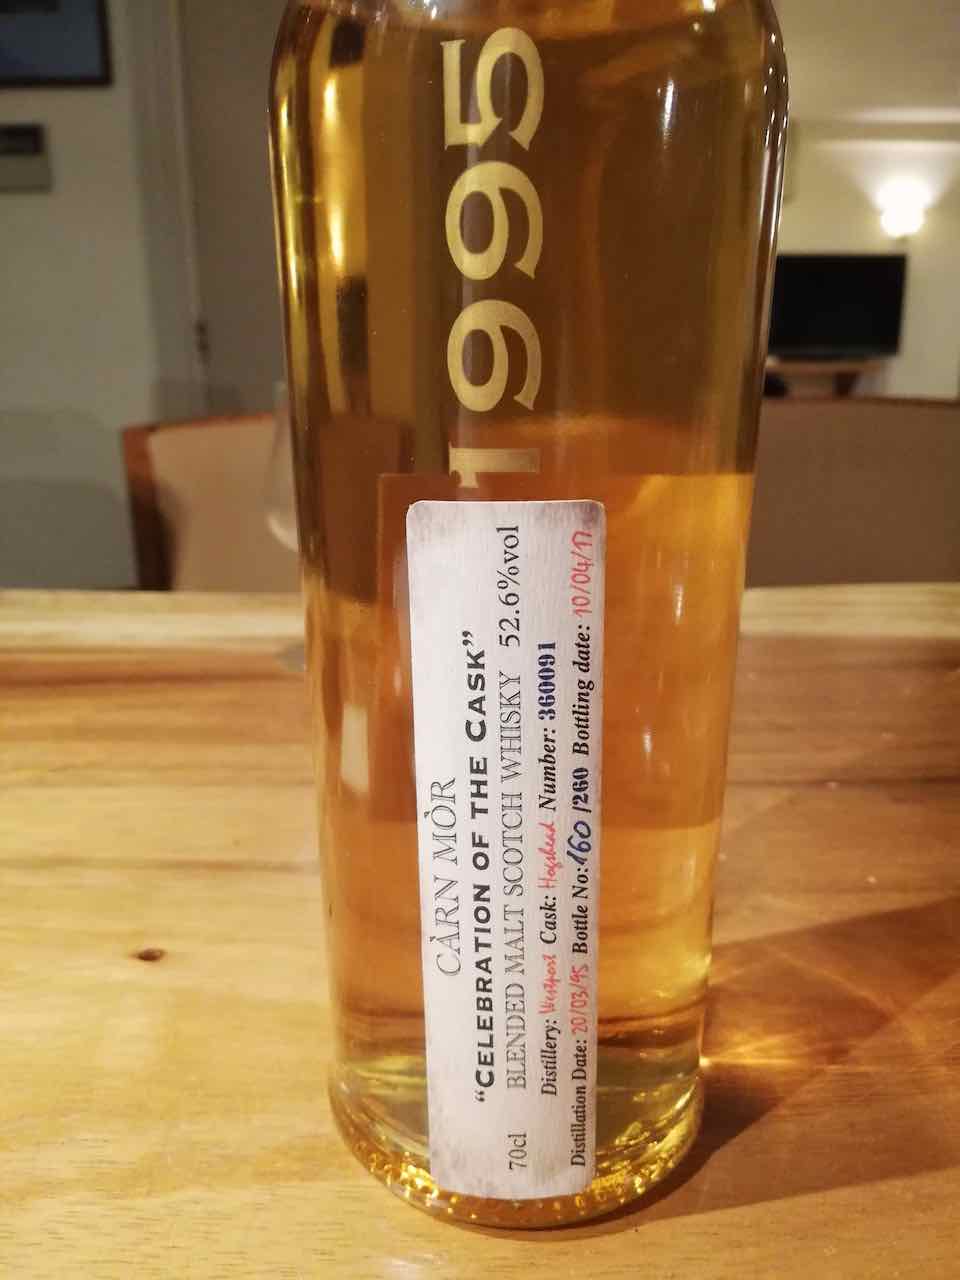 1995
CÀRN MÒR
"CELEBRATION OF THE CASK"
70cl BLENDED MALT SCOTCH WHISKY 52.6%vol
Distillery: Westport Cask: Hogshead Number: 360091
Distillation Date: 20/03/95 Bottle No: 160 /260 Bottling date: 10/04/17